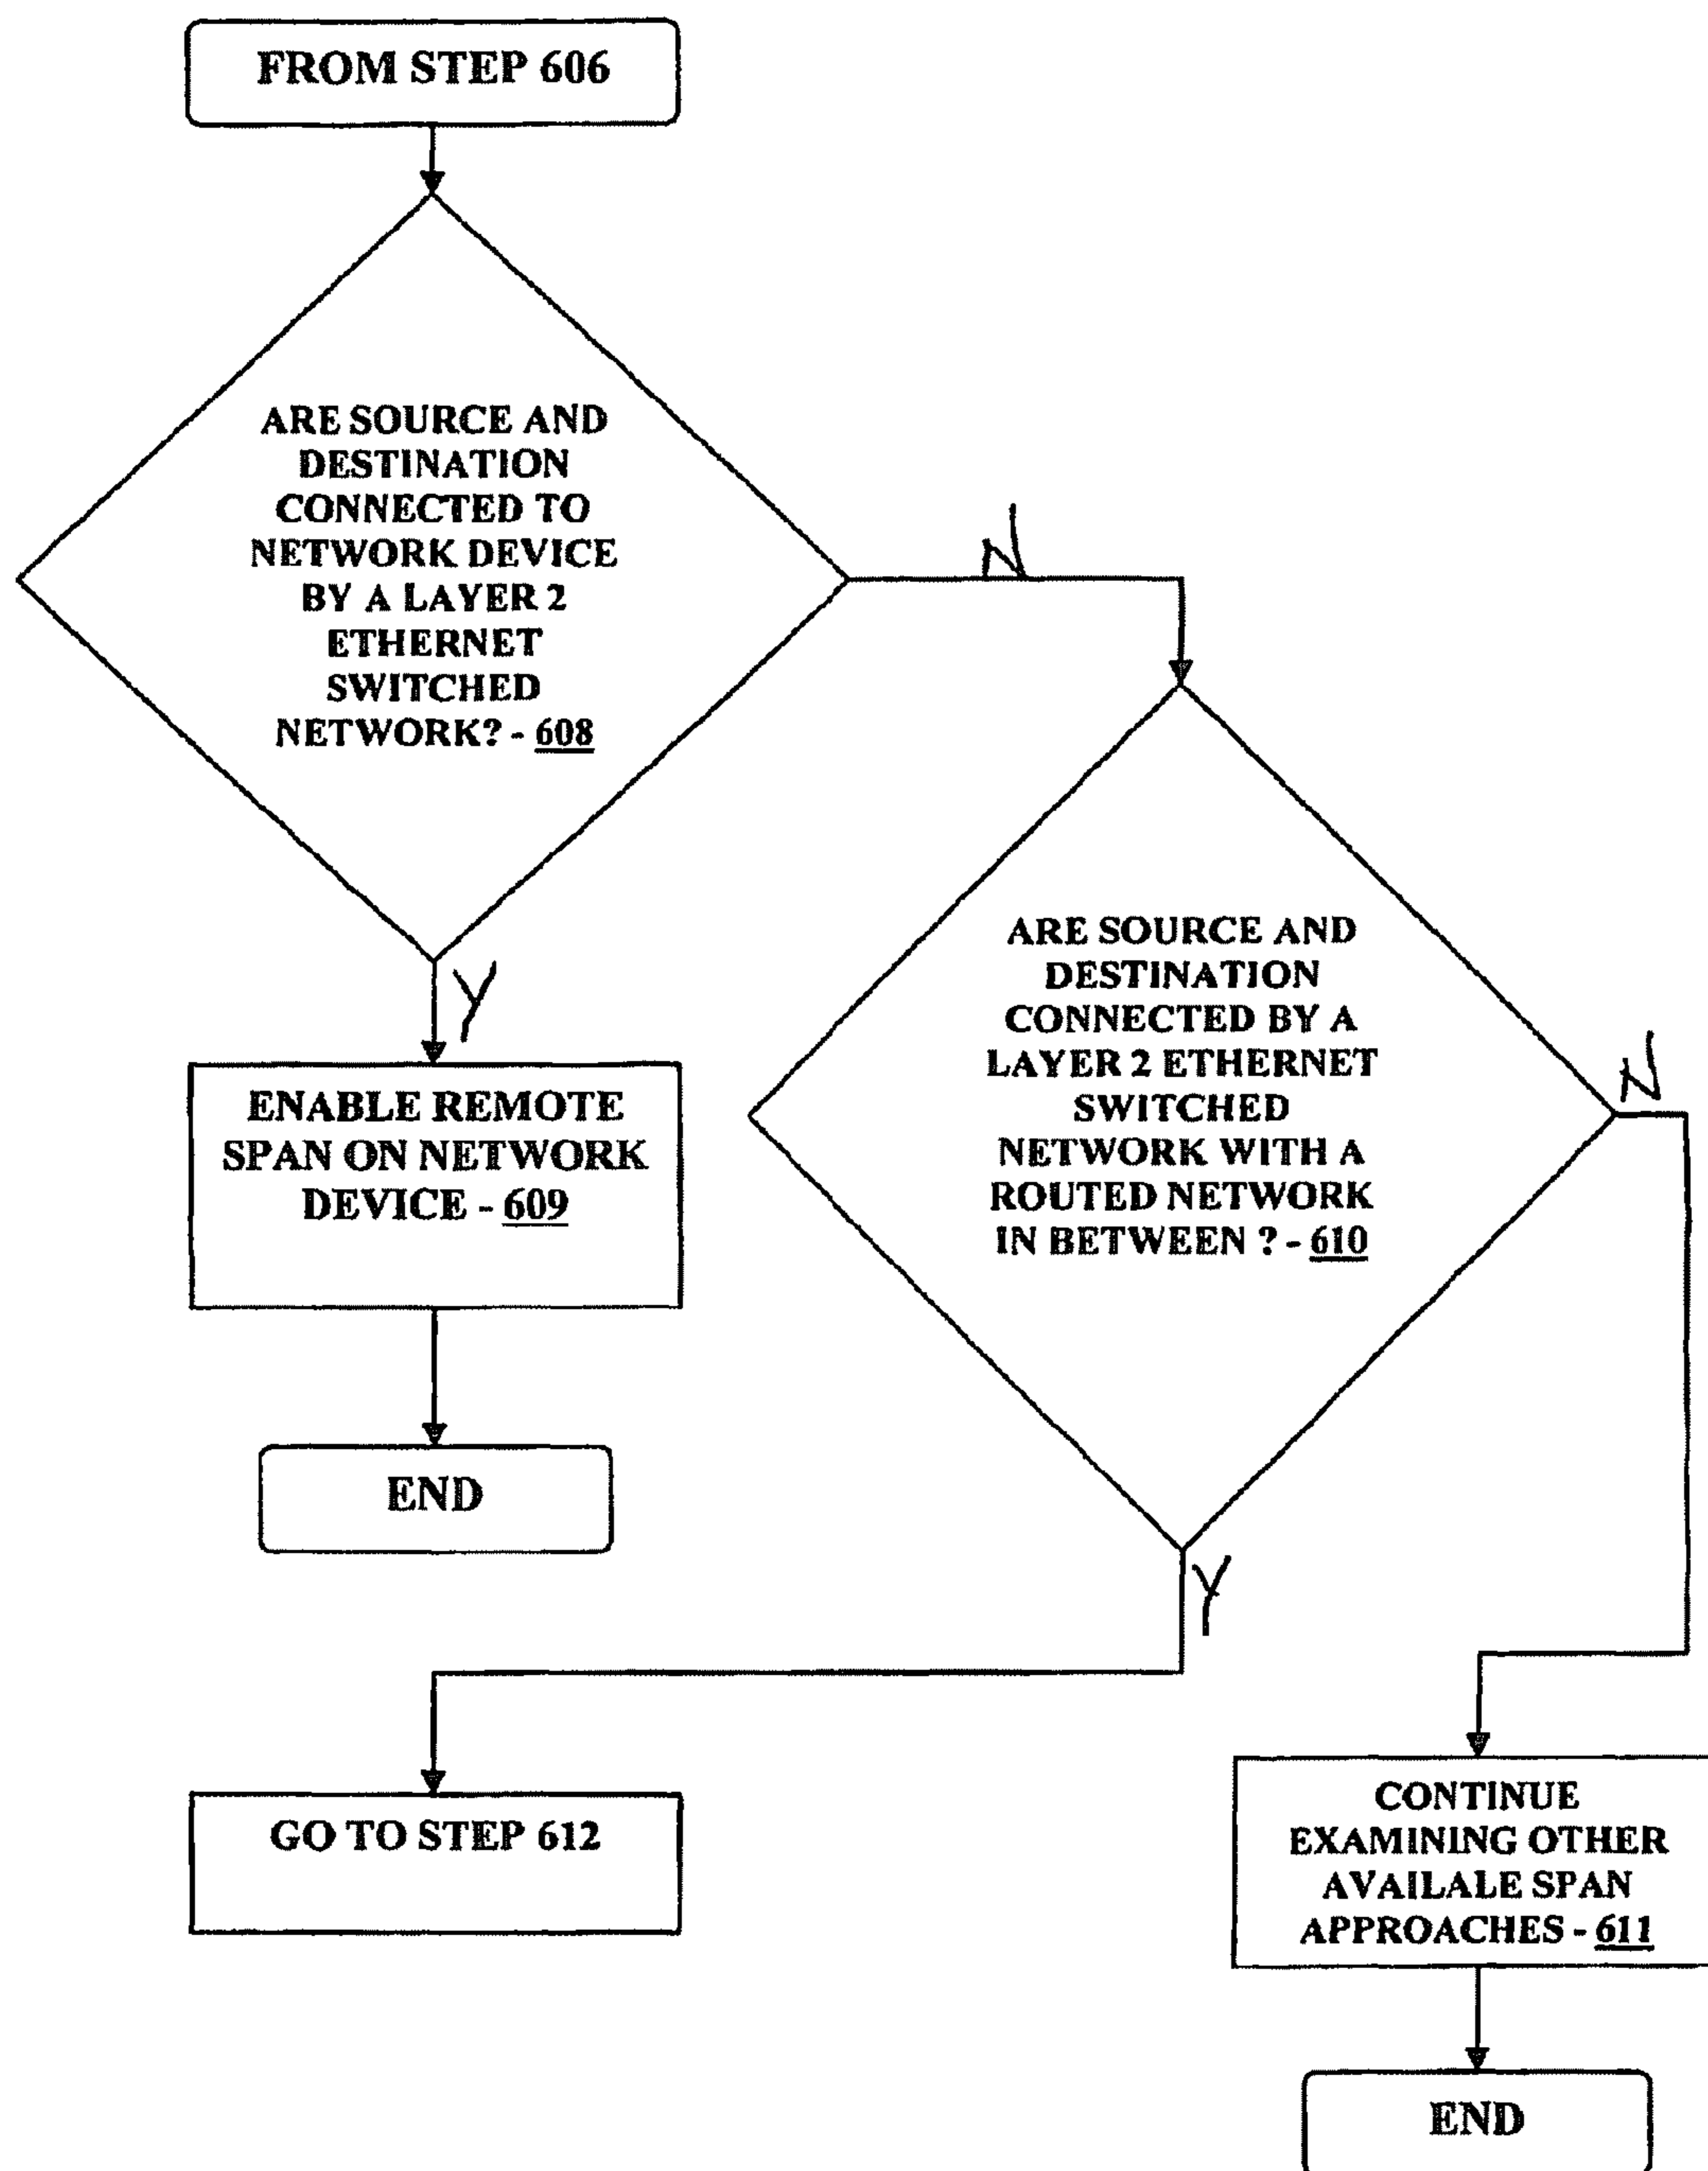 FROM STEP 606
ARE SOURCE AND
DESTINATION
CONNECTED TO
NETWORK DEVICE
BY A LAYER 2
ETHERNET
SWITCHED
NETWORK? - 608
N
Y
ENABLE REMOTE
SPAN ON NETWORK
DEVICE - 609
END
ARE SOURCE AND
DESTINATION
CONNECTED BY A
LAYER 2 ETHERNET
SWITCHED
NETWORK WITH A
ROUTED NETWORK
IN BETWEEN ? - 610
N
Y
GO TO STEP 612
CONTINUE
EXAMINING OTHER
AVAILALE SPAN
APPROACHES - 611
END